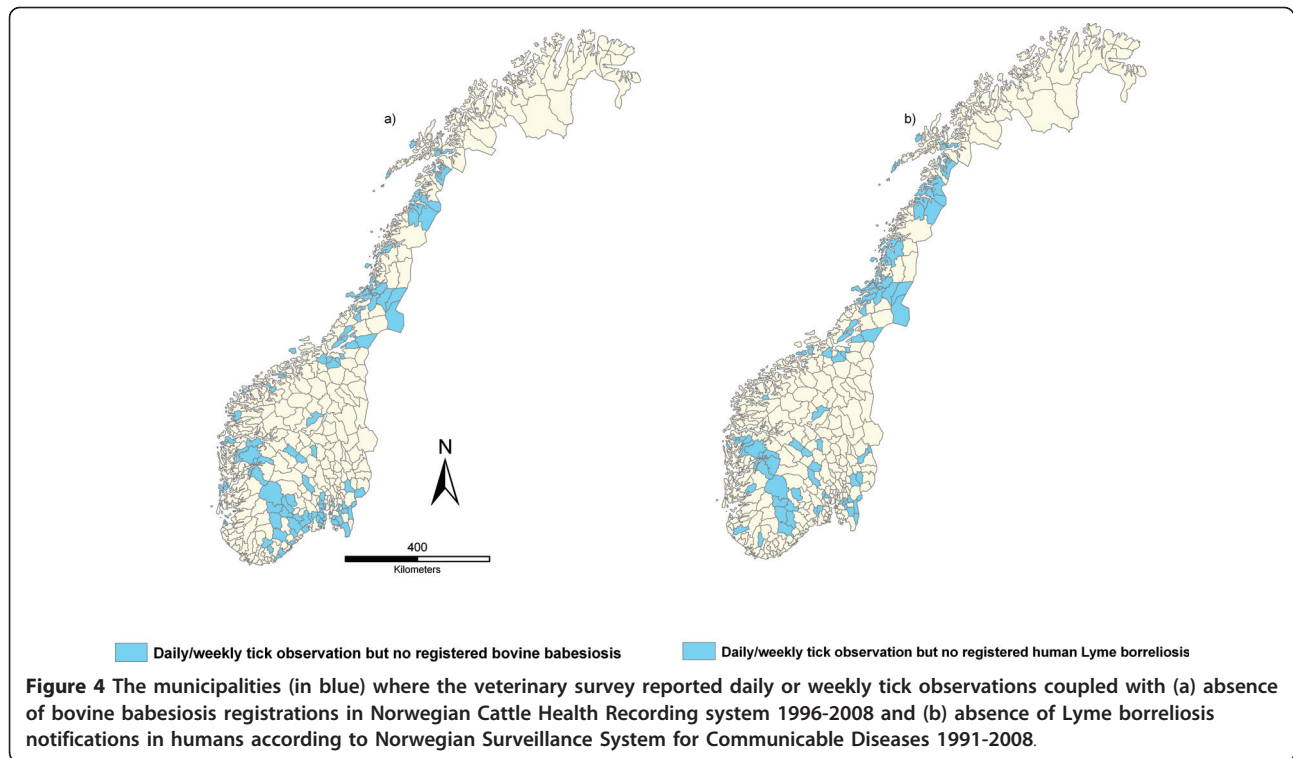 a)
b)
N
400
Kilometers
Daily/weekly tick observation but no registered bovine babesiosis
Daily/weekly tick observation but no registered human Lyme borreliosis
Figure 4 The municipalities (in blue) where the veterinary survey reported daily or weekly tick observations coupled with (a) absence
of bovine babesiosis registrations in Norwegian Cattle Health Recording system 1996-2008 and (b) absence of Lyme borreliosis
notifications in humans according to Norwegian Surveillance System for Communicable Diseases 1991-2008.